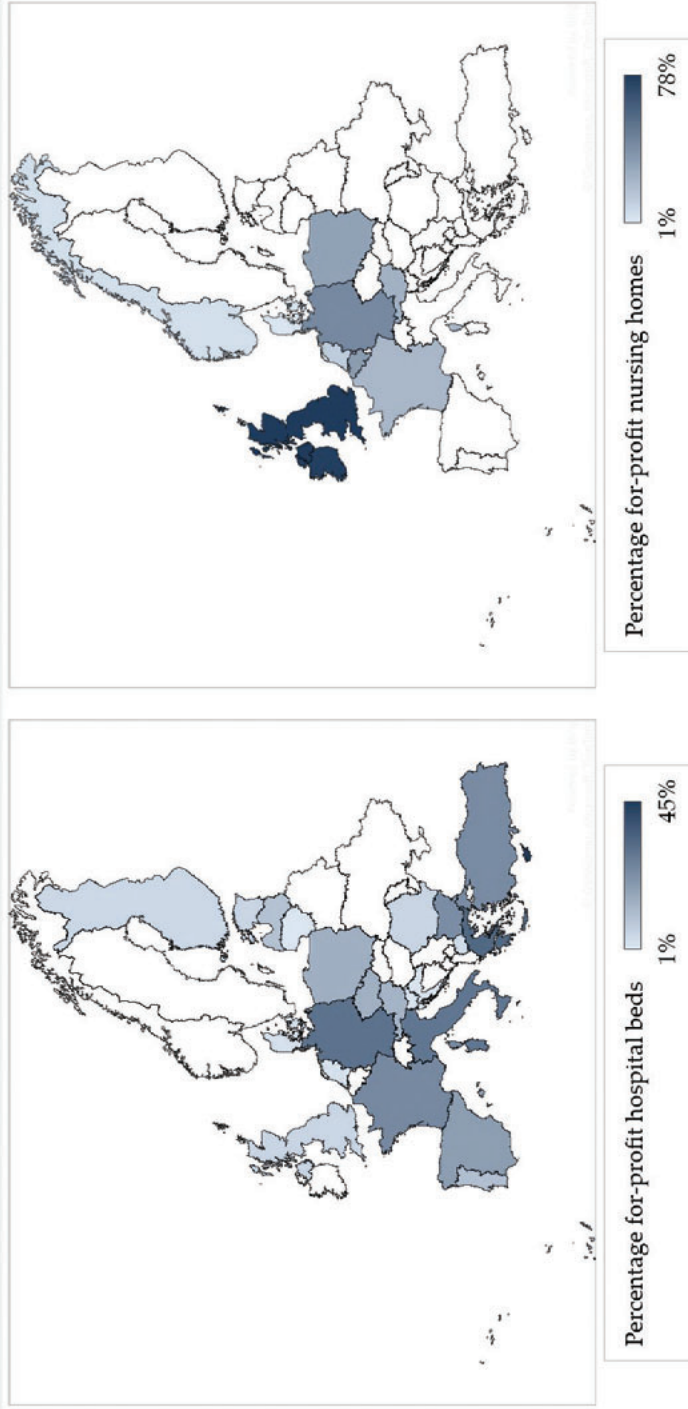 Percentage for-profit hospital beds
1%
45%
Percentage for-profit nursing homes
1%
78%